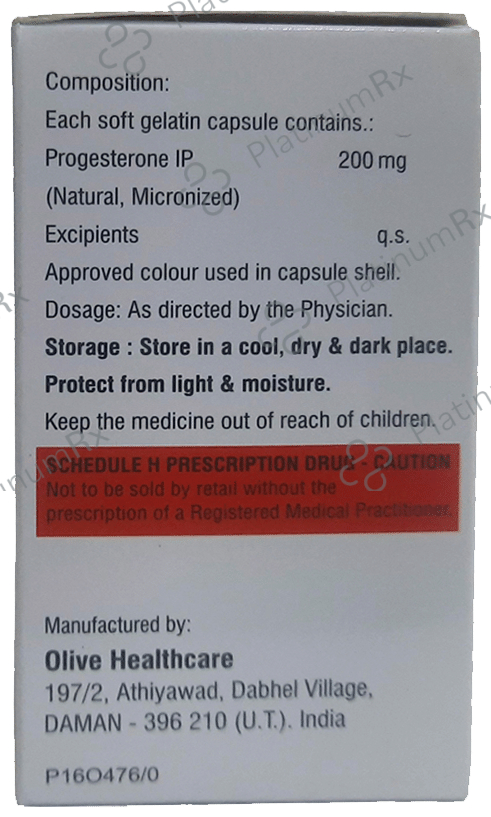 Composition:
Each soft gelatin capsule contains.:
Progesterone IP 200 mg
(Natural, Micronized)
Excipients q.s.
Approved colour used in capsule shell.
Dosage: As directed by the Physician.
Storage : Store in a cool, dry & dark place.
Protect from light & moisture.
Keep the medicine out of reach of children.
SCHEDULE H PRESCRIPTION DRUG - CAUTION
Not to be sold by retail without the
prescription of a Registered Medical Practitioner.
Manufactured by:
Olive Healthcare
197/2, Athiyawad, Dabhel Village,
DAMAN - 396 210 (U.T.). India
P16O476/0
PlatinumRx
PlatinumRx